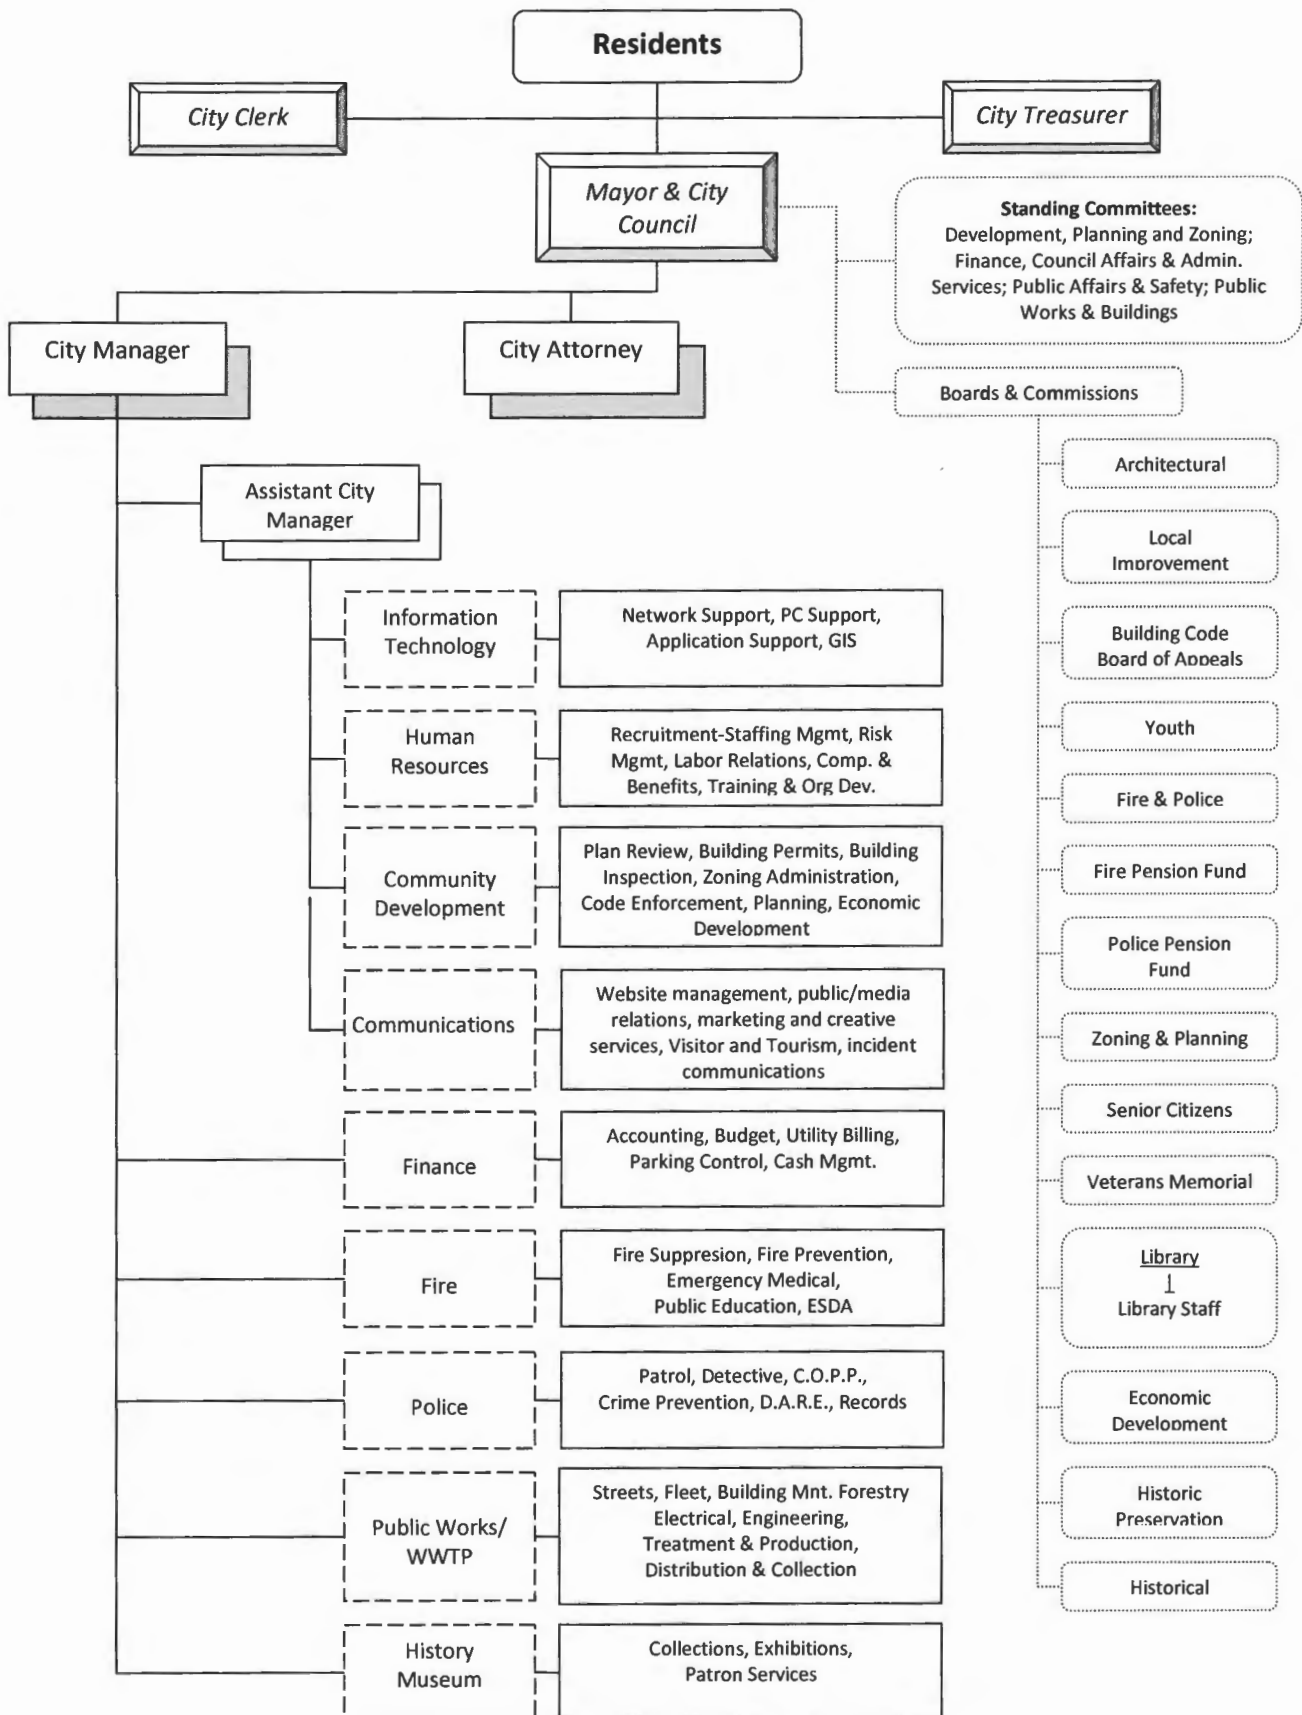 Residents
City Clerk
City Treasurer
Mayor & City
Council
Standing Committees:
Development, Planning and Zoning;
Finance, Council Affairs & Admin.
Services; Public Affairs & Safety; Public
Works & Buildings
City Manager
City Attorney
Boards & Commissions
Assistant City
Manager
Information
Technology
Network Support, PC Support,
Application Support, GIS
Human
Resources
Recruitment-Staffing Mgmt, Risk
Mgmt, Labor Relations, Comp. &
Benefits, Training & Org Dev.
Community
Development
Plan Review, Building Permits, Building
Inspection, Zoning Administration,
Code Enforcement, Planning, Economic
Development
Communications
Website management, public/media
relations, marketing and creative
services, Visitor and Tourism, incident
communications
Finance
Accounting, Budget, Utility Billing,
Parking Control, Cash Mgmt.
Fire
Fire Suppresion, Fire Prevention,
Emergency Medical,
Public Education, ESDA
Police
Patrol, Detective, C.O.P.P.,
Crime Prevention, D.A.R.E., Records
Public Works/
WWTP
Streets, Fleet, Building Mnt. Forestry
Electrical, Engineering,
Treatment & Production,
Distribution & Collection
History
Museum
Collections, Exhibitions,
Patron Services
Architectural
Local
Improvement
Building Code
Board of Appeals
Youth
Fire & Police
Fire Pension Fund
Police Pension
Fund
Zoning & Planning
Senior Citizens
Veterans Memorial
Library
Library Staff
Economic
Development
Historic
Preservation
Historical